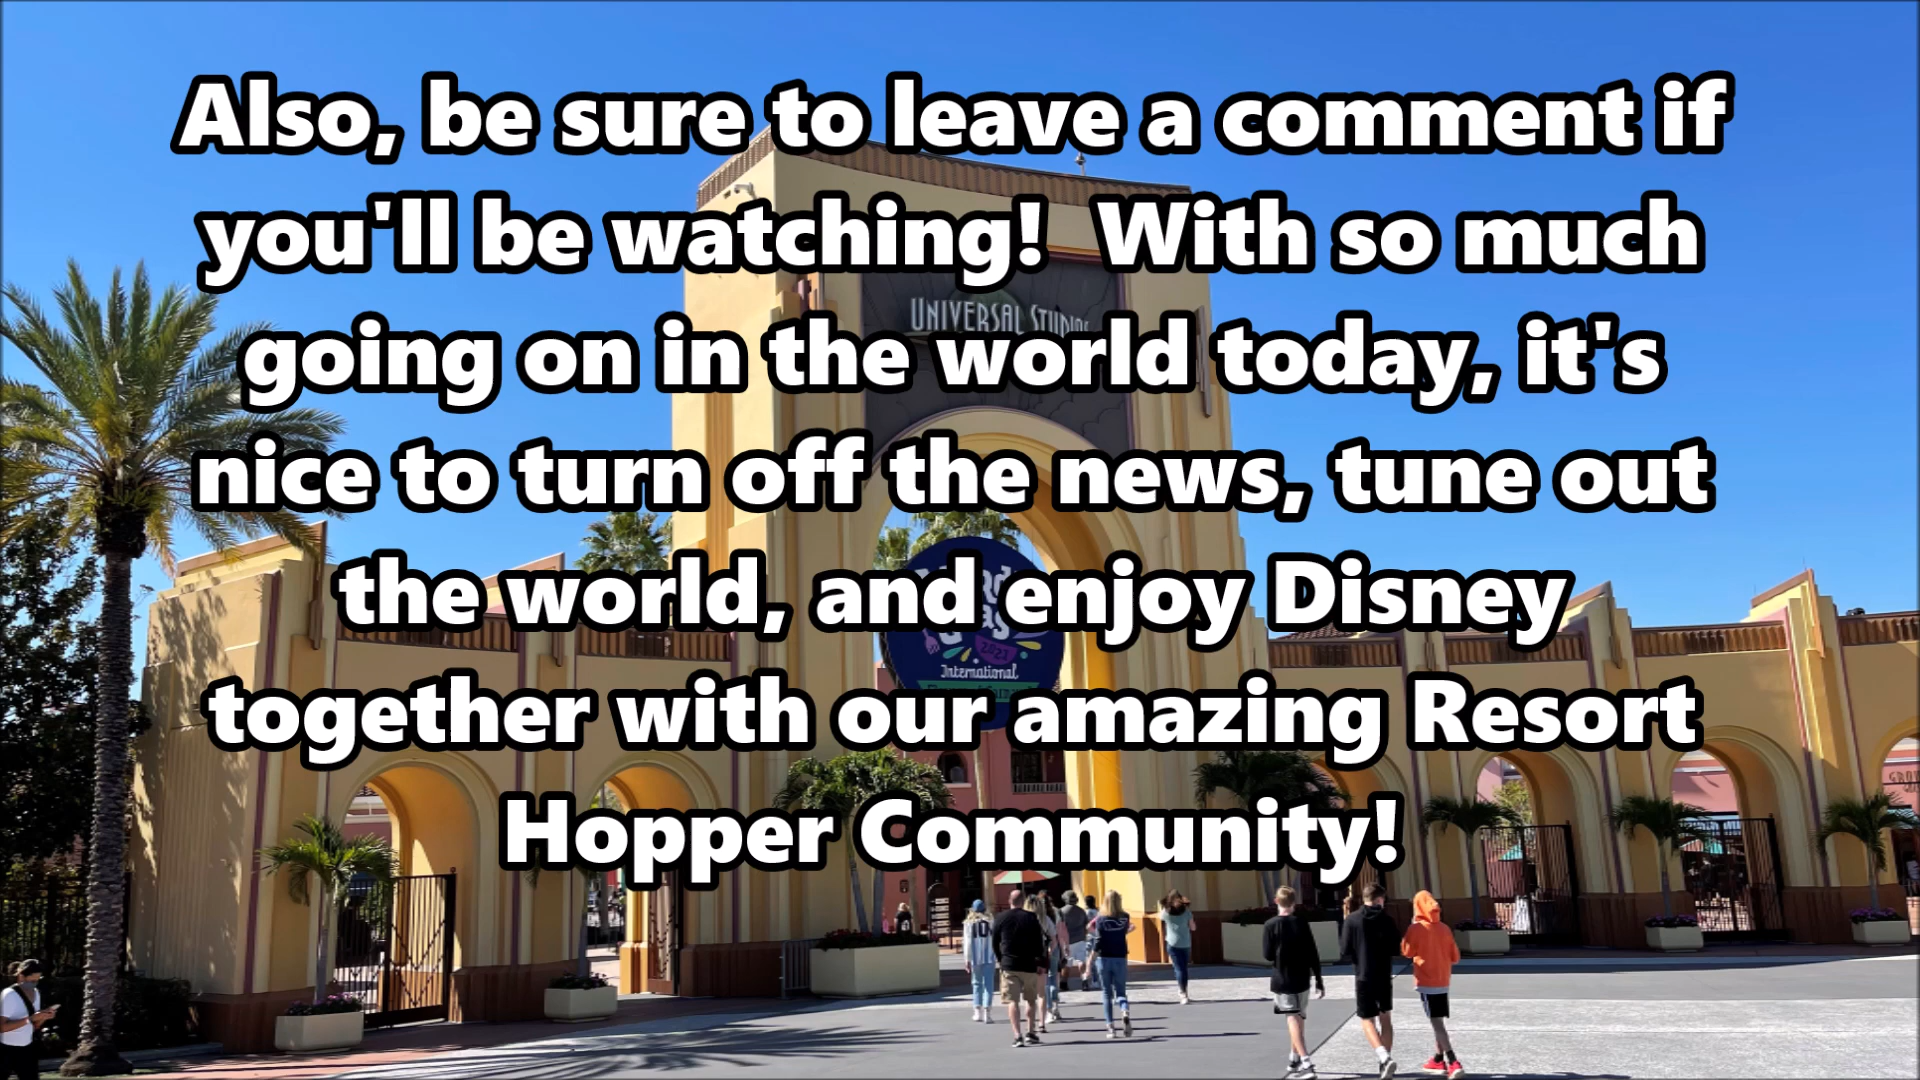 Also, be sure to leave a comment if
you'll be watching!  With so much
going on in the world today, it's
nice to turn off the news, tune out
the world, and enjoy Disney
together with our amazing Resort
Hopper Community!
UNIVERSAL STUDIOS
2023
International